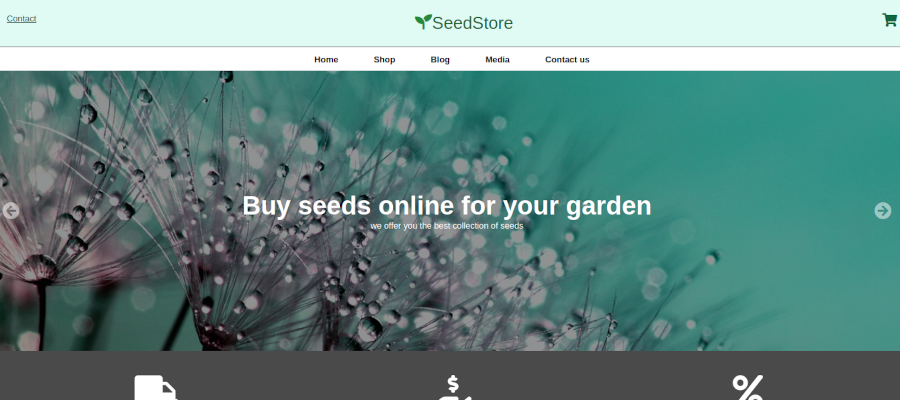 Contact
SeedStore
Home Shop Blog Media Contact us
Buy seeds online for your garden
we offer you the best collection of seeds